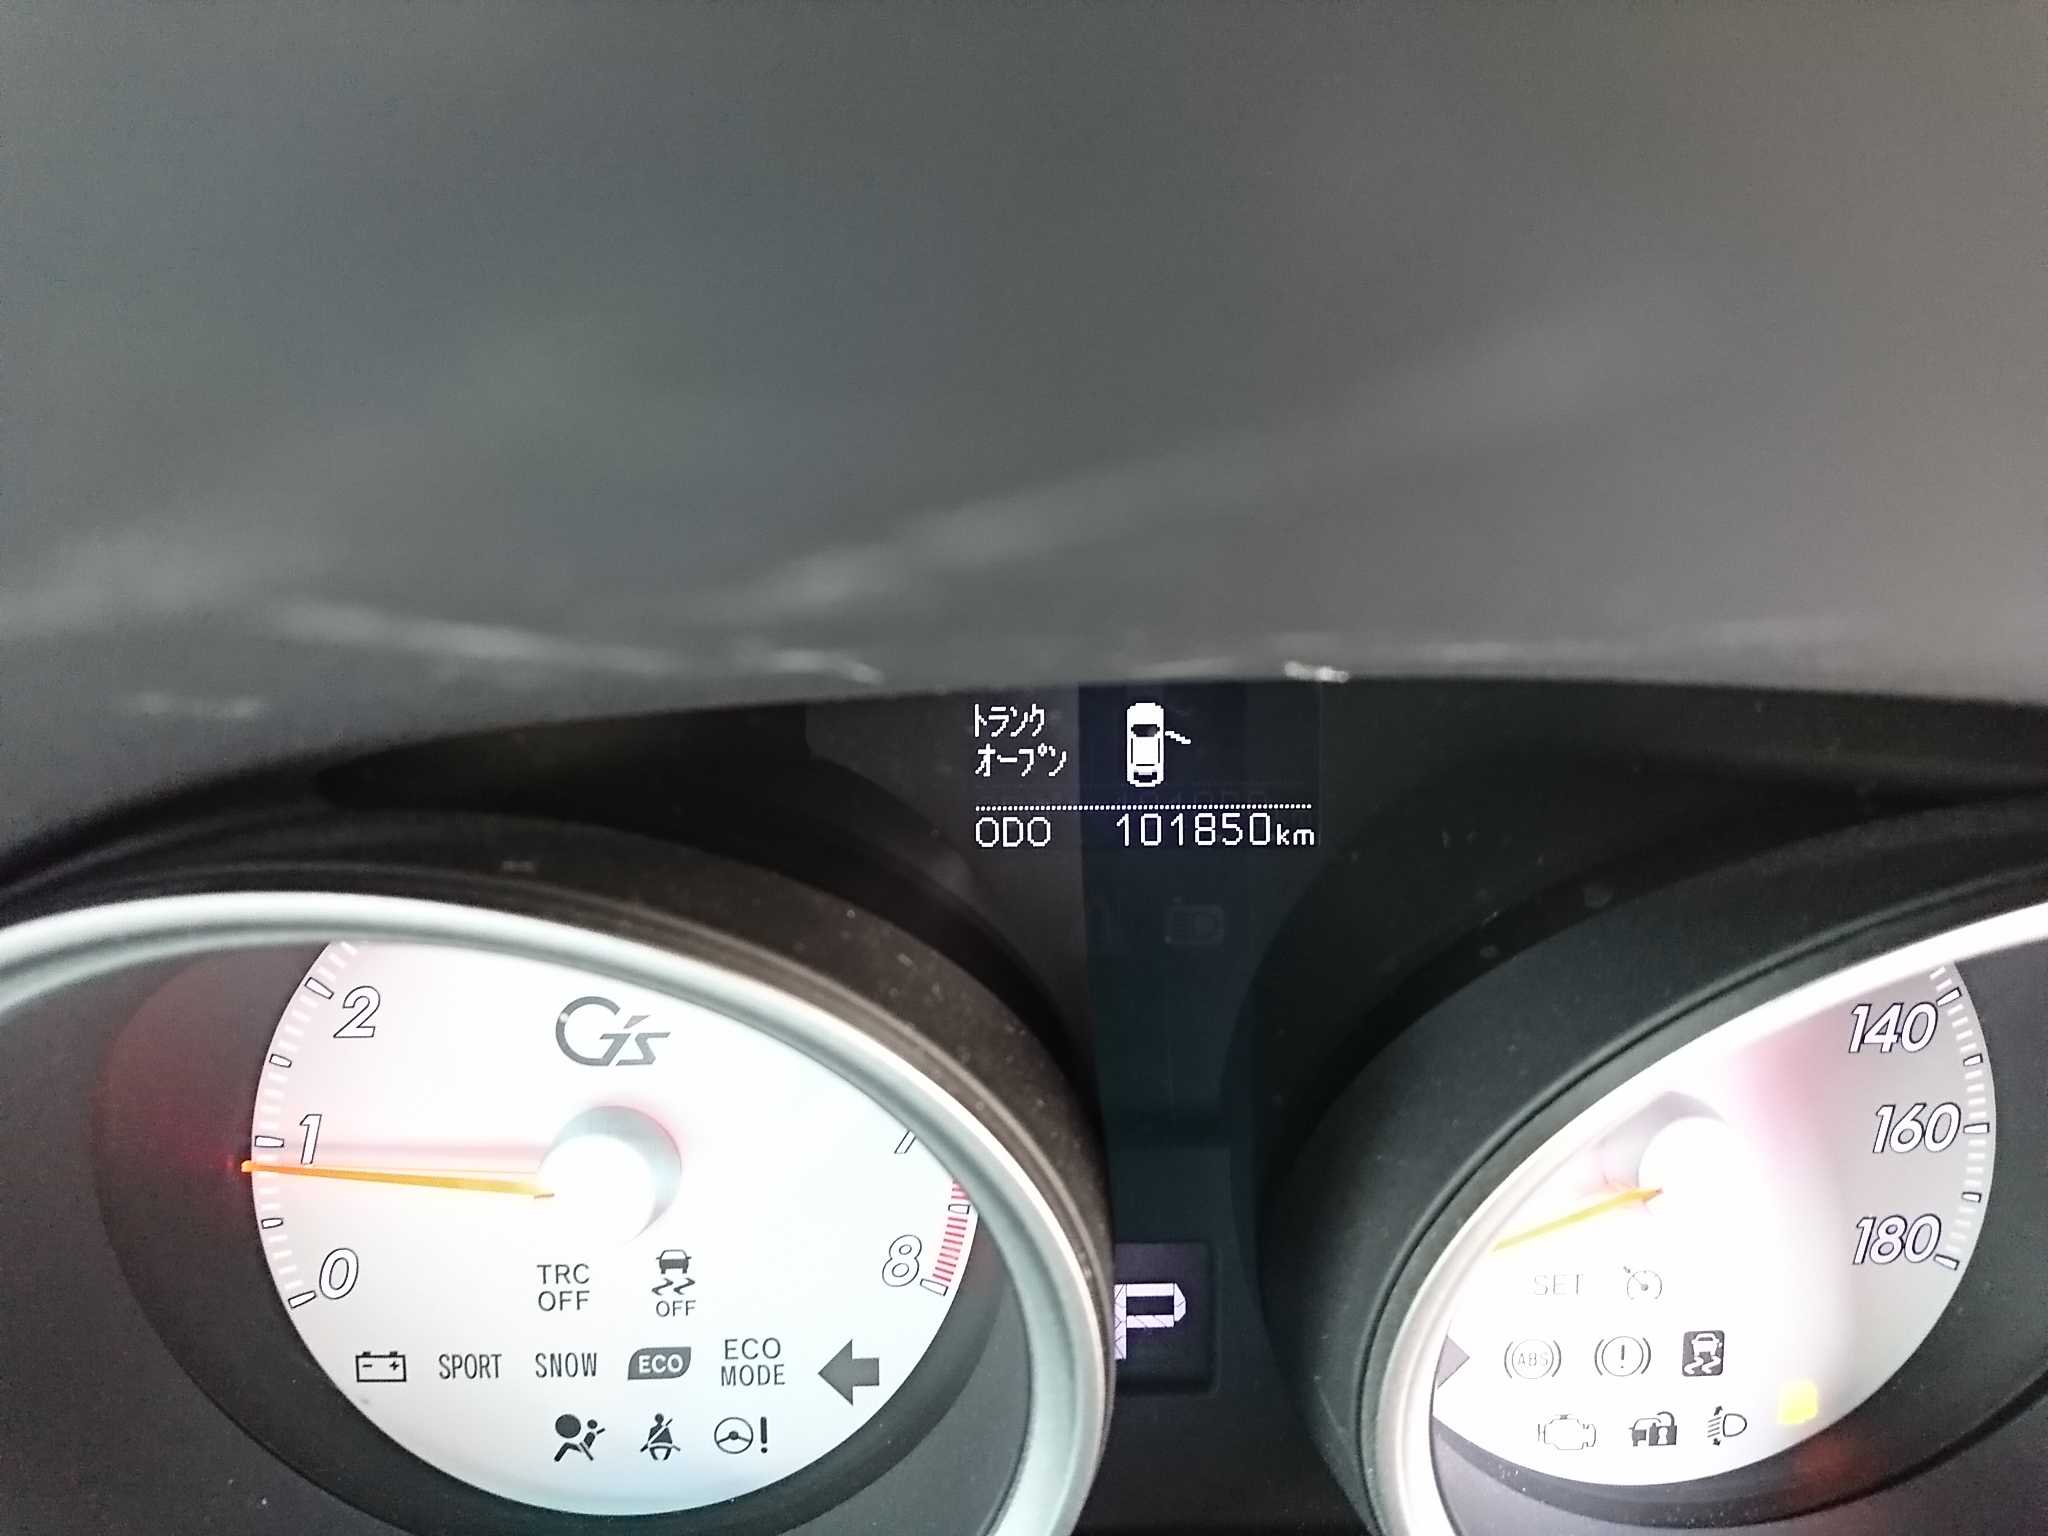 トランク
オープン
ODO 101850km
2
G's
1
7
0
8
TRC
OFF
OFF
SPORT
SNOW
ECO
ECO
MODE
P
140
160
180
SET
ABS